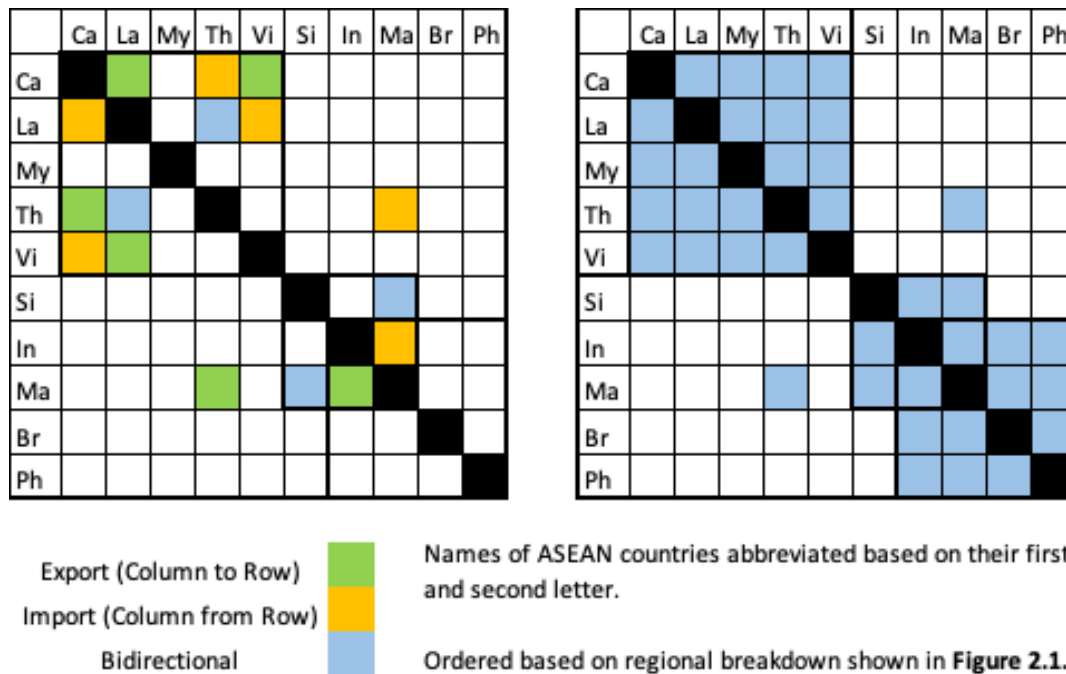 Ca La My Th Vi Si In Ma Br Ph
Ca
La
My
Th
Vi
Si
In
Ma
Br
Ph
Ca La My Th Vi Si In Ma Br Ph
Ca
La
My
Th
Vi
Si
In
Ma
Br
Ph
Export (Column to Row)
Import (Column from Row)
Bidirectional
Names of ASEAN countries abbreviated based on their first
and second letter.
Ordered based on regional breakdown shown in Figure 2.1.